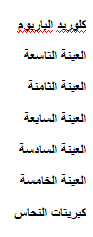 كلوريد الباريوم
العينة التاسعة
العينة الثامنة
العينة السابعة
العينة السادسة
العينة الخامسة
كبريتات النحاس